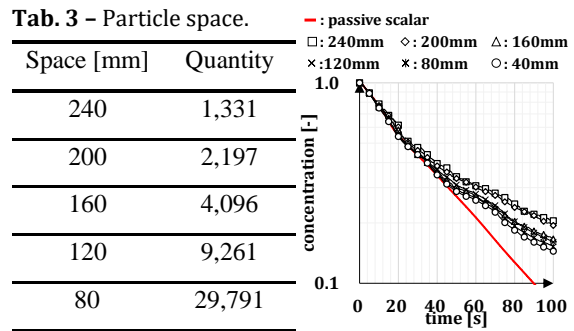 Tab. 3 – Particle space.
Space [mm] Quantity
240 1,331
200 2,197
160 4,096
120 9,261
80 29,791
: passive scalar
: 240mm : 200mm : 160mm
:120mm : 80mm : 40mm
1.0
0.1
concentration [-]
0 20 40 60 80 100
time [s]